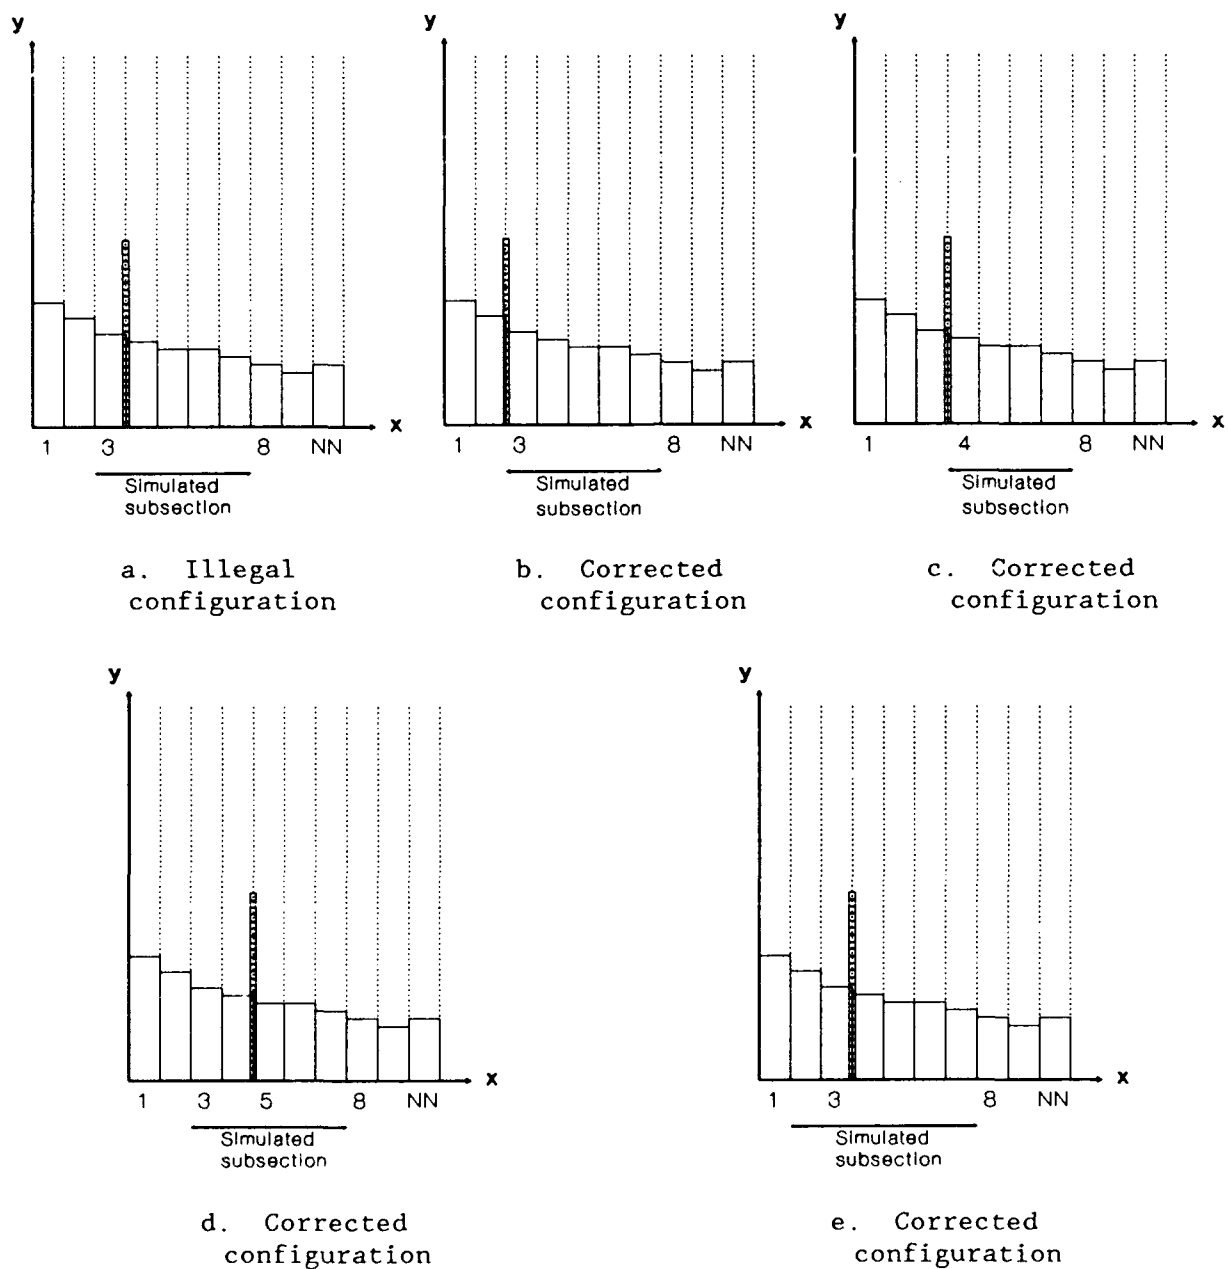 y
y
y
x
x
x
1 3 8 NN
1 3 8 NN
1 4 8 NN
Simulated
subsection
Simulated
subsection
Simulated
subsection
a. Illegal
configuration
b. Corrected
configuration
c. Corrected
configuration
y
y
x
x
1 3 5 8 NN
1 3 8 NN
Simulated
subsection
Simulated
subsection
d. Corrected
configuration
e. Corrected
configuration